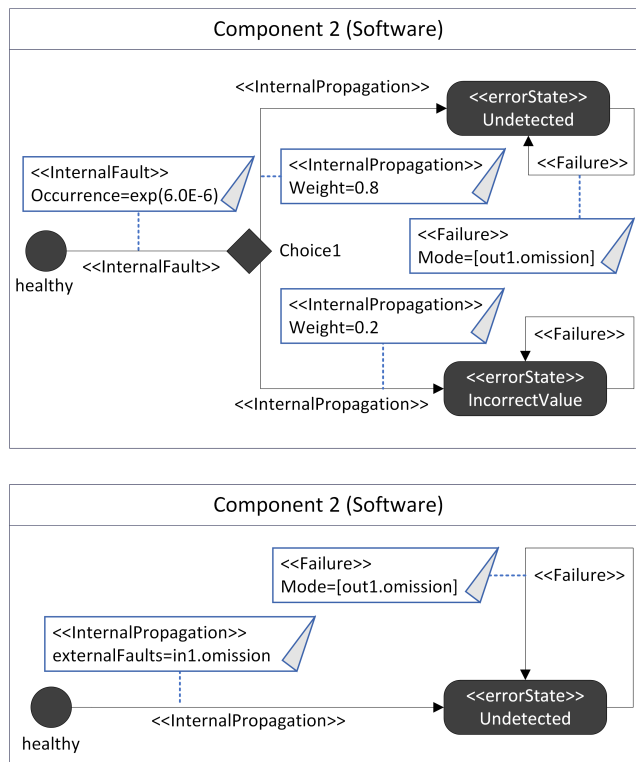 Component 2 (Software)
<<InternalPropagation>>
<<errorState>>
Undetected
<<InternalFault>>
Occurrence=exp(6.0E-6)
<<InternalPropagation>>
Weight=0.8
<<Failure>>
<<Failure>>
Mode=[out1.omission]
Choice1
<<InternalFault>>
healthy
<<InternalPropagation>>
Weight=0.2
<<Failure>>
<<errorState>>
IncorrectValue
<<InternalPropagation>>
Component 2 (Software)
<<Failure>>
Mode=[out1.omission]
<<Failure>>
<<InternalPropagation>>
externalFaults=in1.omission
<<errorState>>
Undetected
<<InternalPropagation>>
healthy